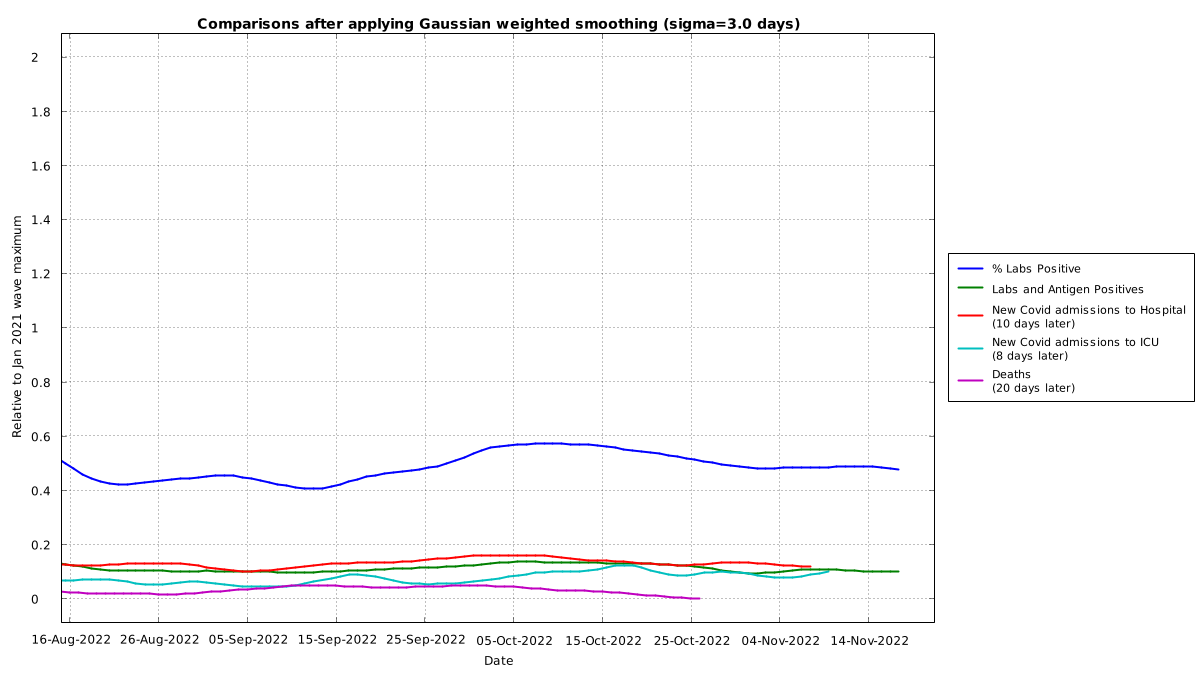 Comparisons after applying Gaussian weighted smoothing (sigma=3.0 days)
Relative to Jan 2021 wave maximum
2
1.8
1.6
1.4
1.2
1
0.8
0.6
0.4
0.2
0
16-Aug-2022
26-Aug-2022
05-Sep-2022
15-Sep-2022
25-Sep-2022
05-Oct-2022
15-Oct-2022
25-Oct-2022
04-Nov-2022
14-Nov-2022
Date
% Labs Positive
Labs and Antigen Positives
New Covid admissions to Hospital
(10 days later)
New Covid admissions to ICU
(8 days later)
Deaths
(20 days later)